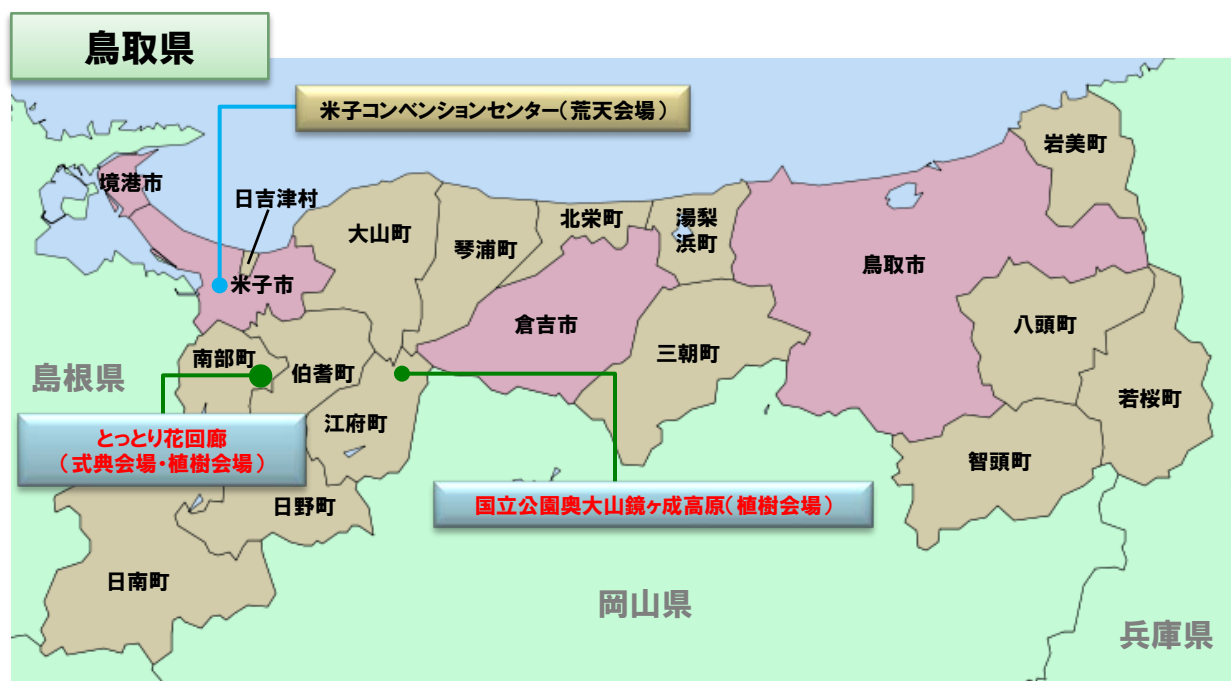 鳥取県
米子コンベンションセンター(荒天会場)
岩美町
境港市
日吉津村
大山町
琴浦町
北栄町
湯梨
浜町
鳥取市
米子市
倉吉市
三朝町
八頭町
南部町
伯耆町
島根県
若桜町
江府町
とっとり花回廊
(式典会場・植樹会場)
智頭町
国立公園奥大山鏡ヶ成高原(植樹会場)
日野町
日南町
岡山県
兵庫県